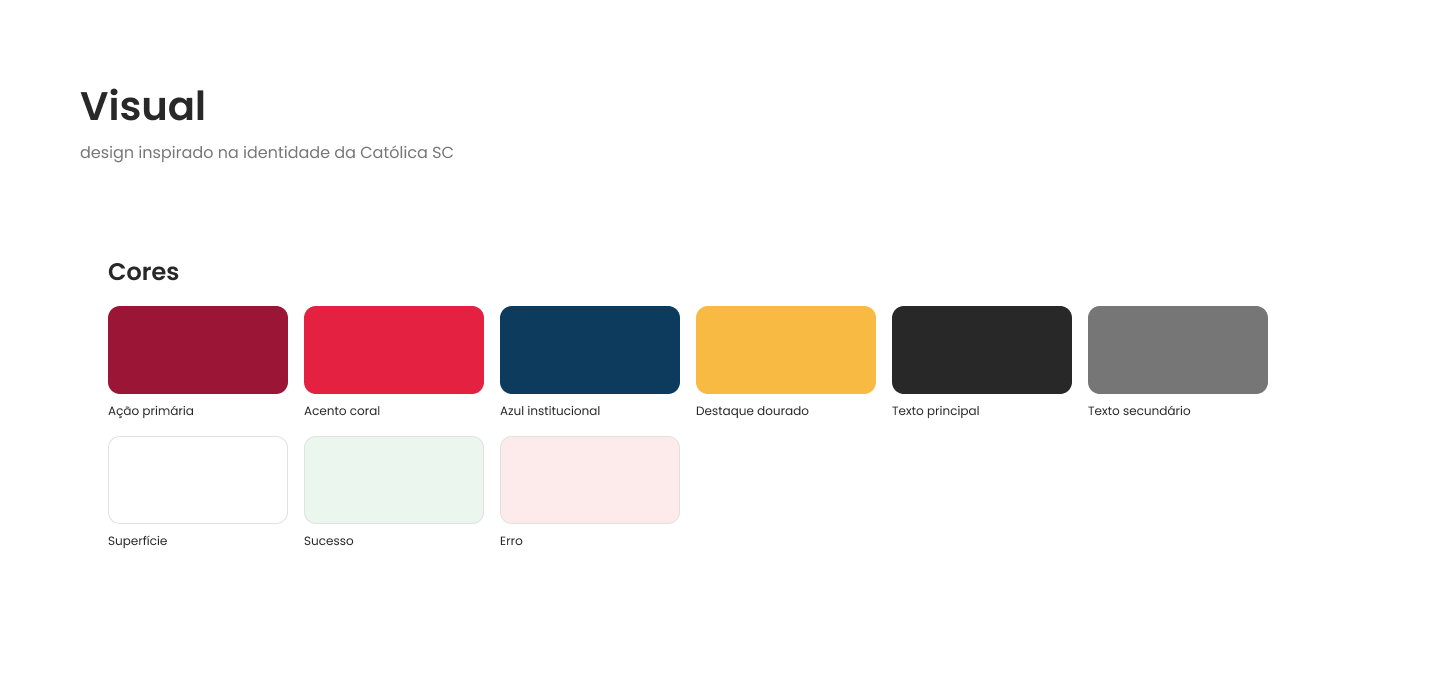 Visual
design inspirado na identidade da Católica SC
Cores
Ação primária
Acento coral
Azul institucional
Destaque dourado
Texto principal
Texto secundário
Superfície
Sucesso
Erro